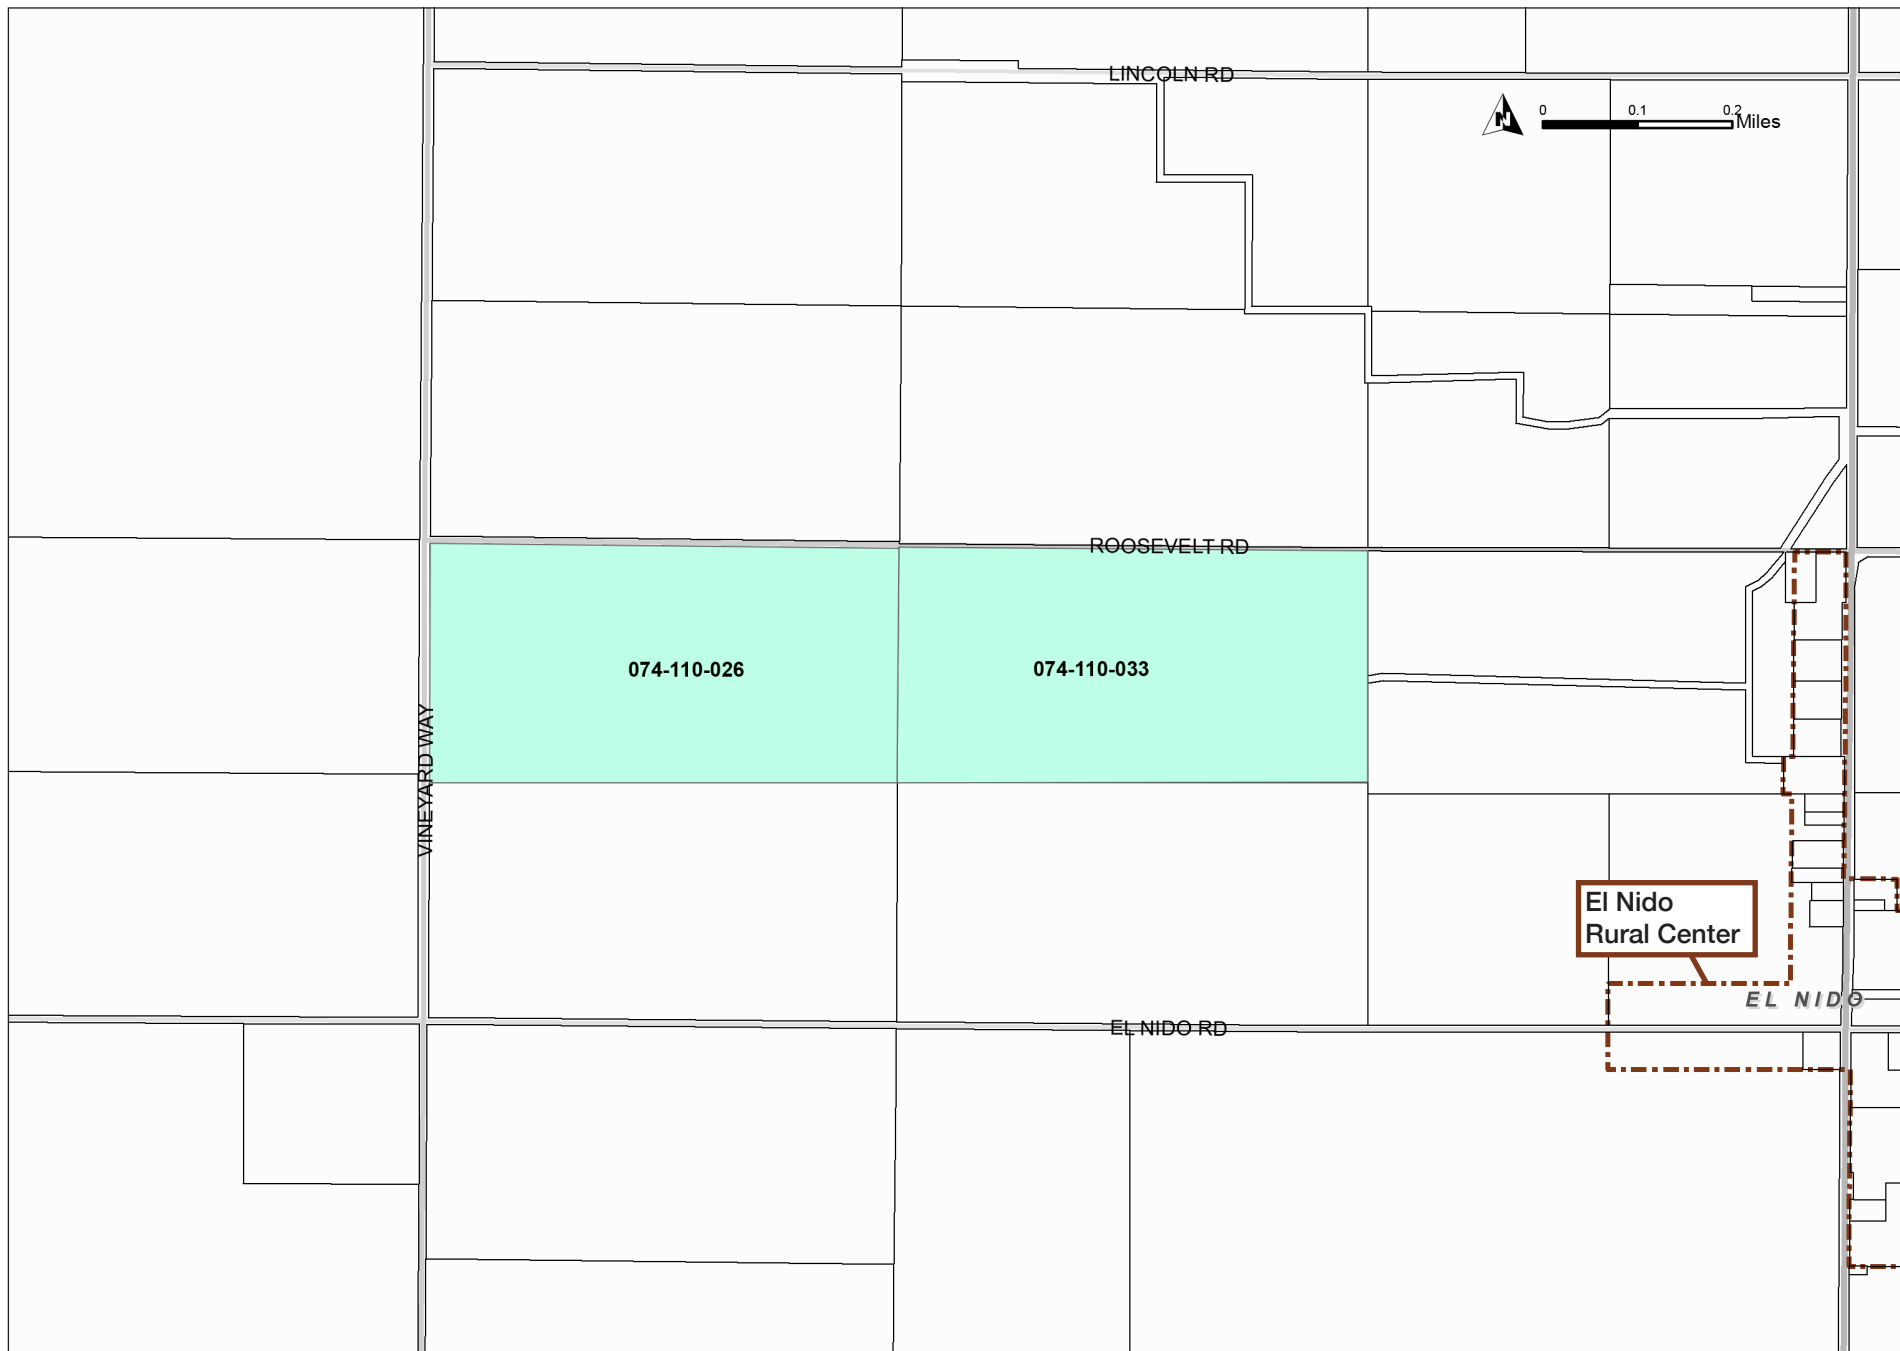 LINCOLN RD
N
0 0.1 0.2
Miles
ROOSEVELT RD
074-110-026
074-110-033
VINEYARD WAY
El Nido
Rural Center
EL NIDO
EL NIDO RD